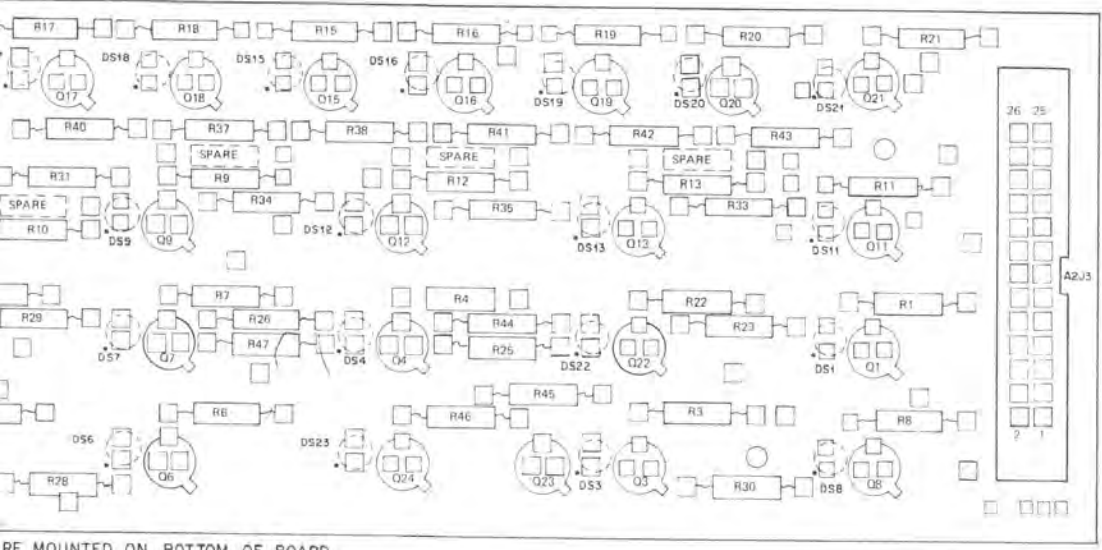 R17 R18 R15 R16 R19 R20 R21
DS18 DS15 DS16
Q17 Q18 Q15 Q16 DS19 Q19 DS20 Q20 DS21 Q21
26 25
R40 R37 R38 R41 R42 R43
SPARE SPARE SPARE
R31 R9 R12 R13 R11
SPARE R34 R35 R33
R10 DS9 Q9 DS12 Q12 DS13 Q13 DS11 Q11
A2J3
R7 R4 R22 R1
R29 R26 R44 R23
DS7 Q7 R47 DS4 Q4 R25 DS22 Q22 DS1 Q1
R45
R6 R46 R3 R8
DS6 DS23 2 1
Q6 Q24 Q23 DS3 Q3 DS8 Q8
R28 R30
RE MOUNTED ON BOTTOM OF BOARD